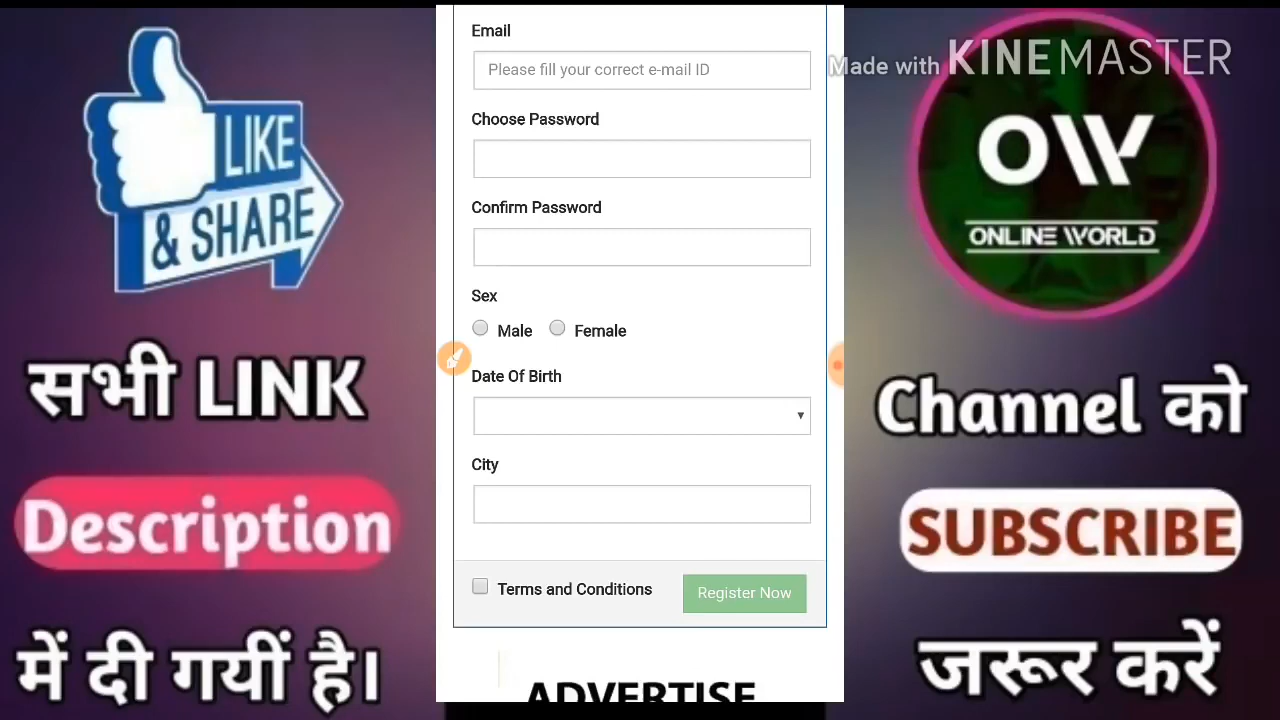 LIKE
& SHARE
सभी LINK
Description
में दी गयीं है।
Email
Please fill your correct e-mail ID
Choose Password
Confirm Password
Sex
Male Female
Date Of Birth
City
Terms and Conditions
Register Now
ADVERTISE
Made with KINEMASTER
OW
ONLINE WORLD
Channel को
SUBSCRIBE
जरूर करें